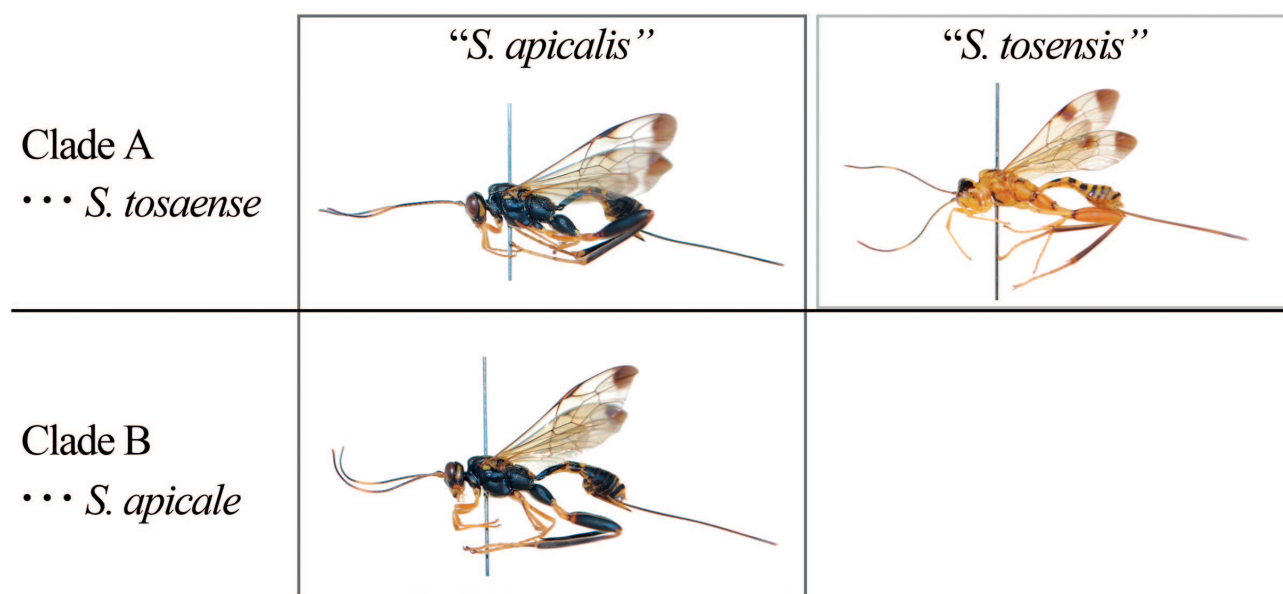 “S. apicalis”
“S. tosensis”
Clade A
··· S. tosaense
Clade B
··· S. apicale